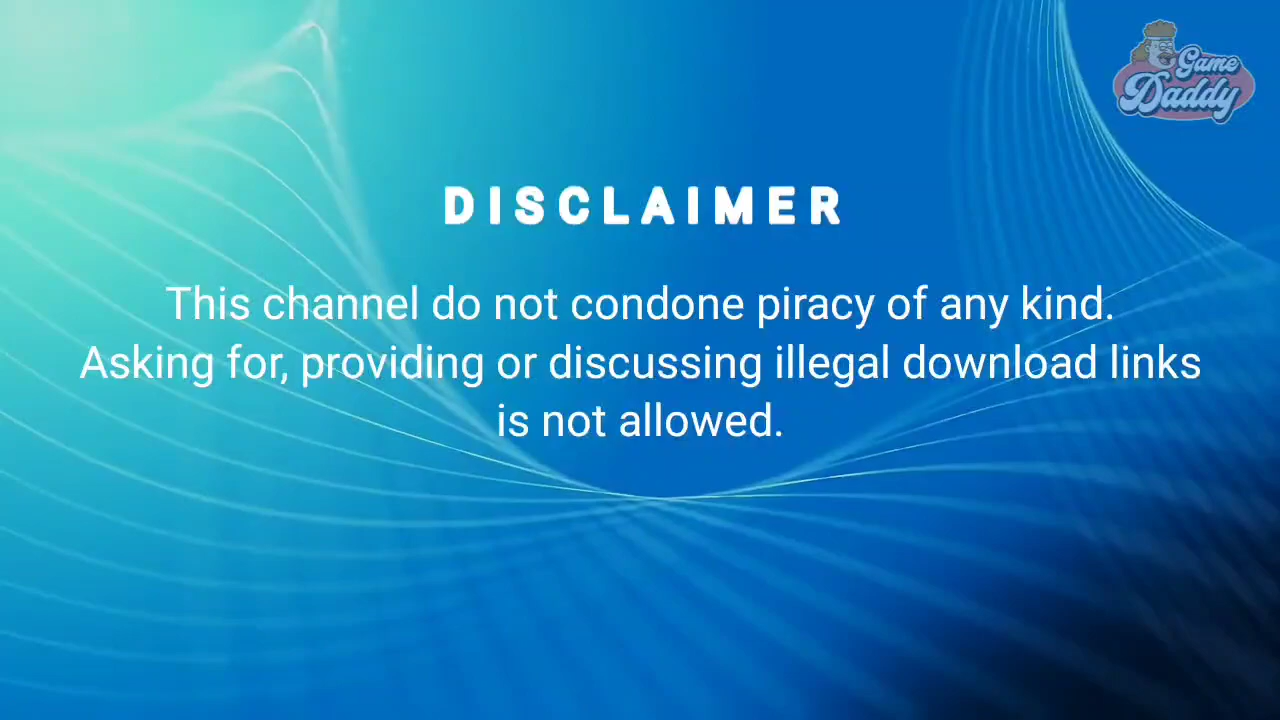 Game
Daddy
DISCLAIMER
This channel do not condone piracy of any kind.
Asking for, providing or discussing illegal download links
is not allowed.